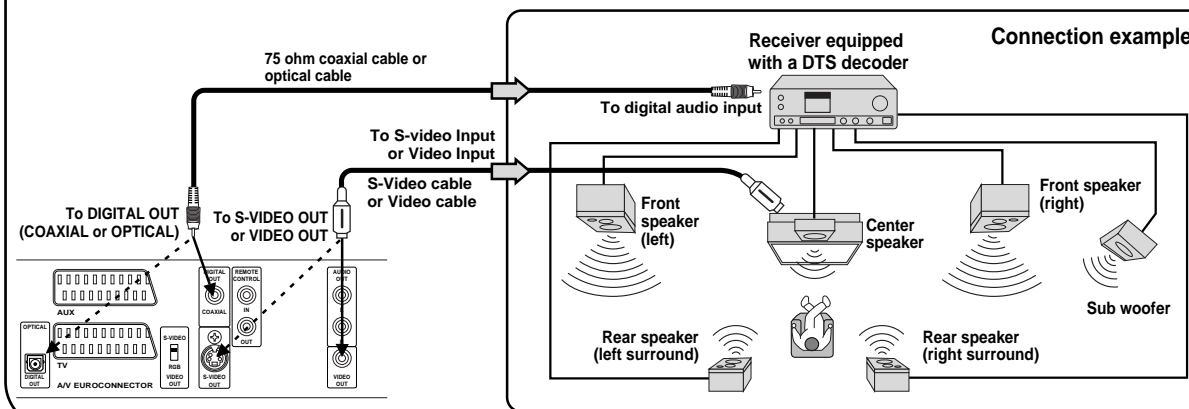 Connection example
Receiver equipped
with a DTS decoder
75 ohm coaxial cable or
optical cable
To digital audio input
To S-video Input
or Video Input
S-Video cable
or Video cable
To DIGITAL OUT
(COAXIAL or OPTICAL)
To S-VIDEO OUT
or VIDEO OUT
Front
speaker
(left)
Center
speaker
Front speaker
(right)
Sub woofer
Rear speaker
(left surround)
Rear speaker
(right surround)
AUX
DIGITAL
OUT
COAXIAL
REMOTE
CONTROL
IN
OUT
AUDIO
OUT
OPTICAL
DIGITAL
OUT
TV
A/V EUROCONNECTOR
S-VIDEO
RGB
VIDEO
OUT
S-VIDEO
OUT
VIDEO
OUT